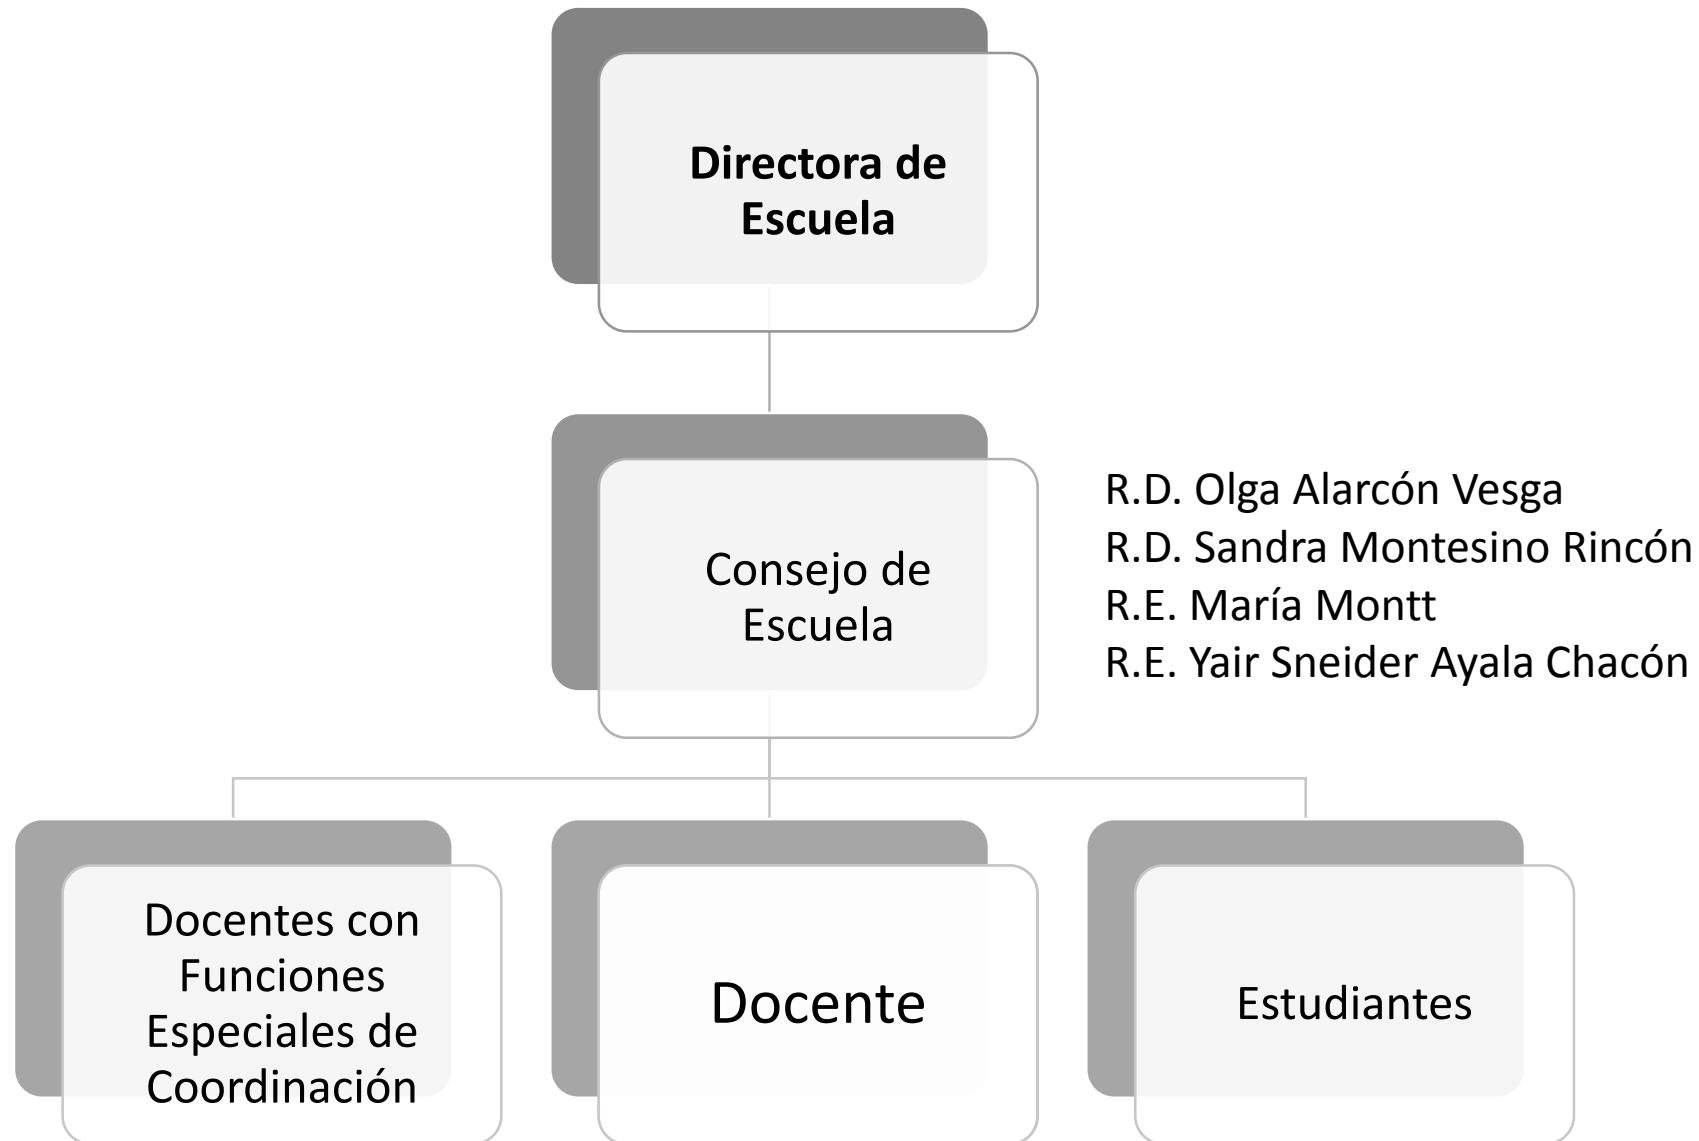 Directora de
Escuela
Consejo de
Escuela
R.D. Olga Alarcón Vesga
R.D. Sandra Montesino Rincón
R.E. María Montt
R.E. Yair Sneider Ayala Chacón
Docentes con
Funciones
Especiales de
Coordinación
Docente
Estudiantes